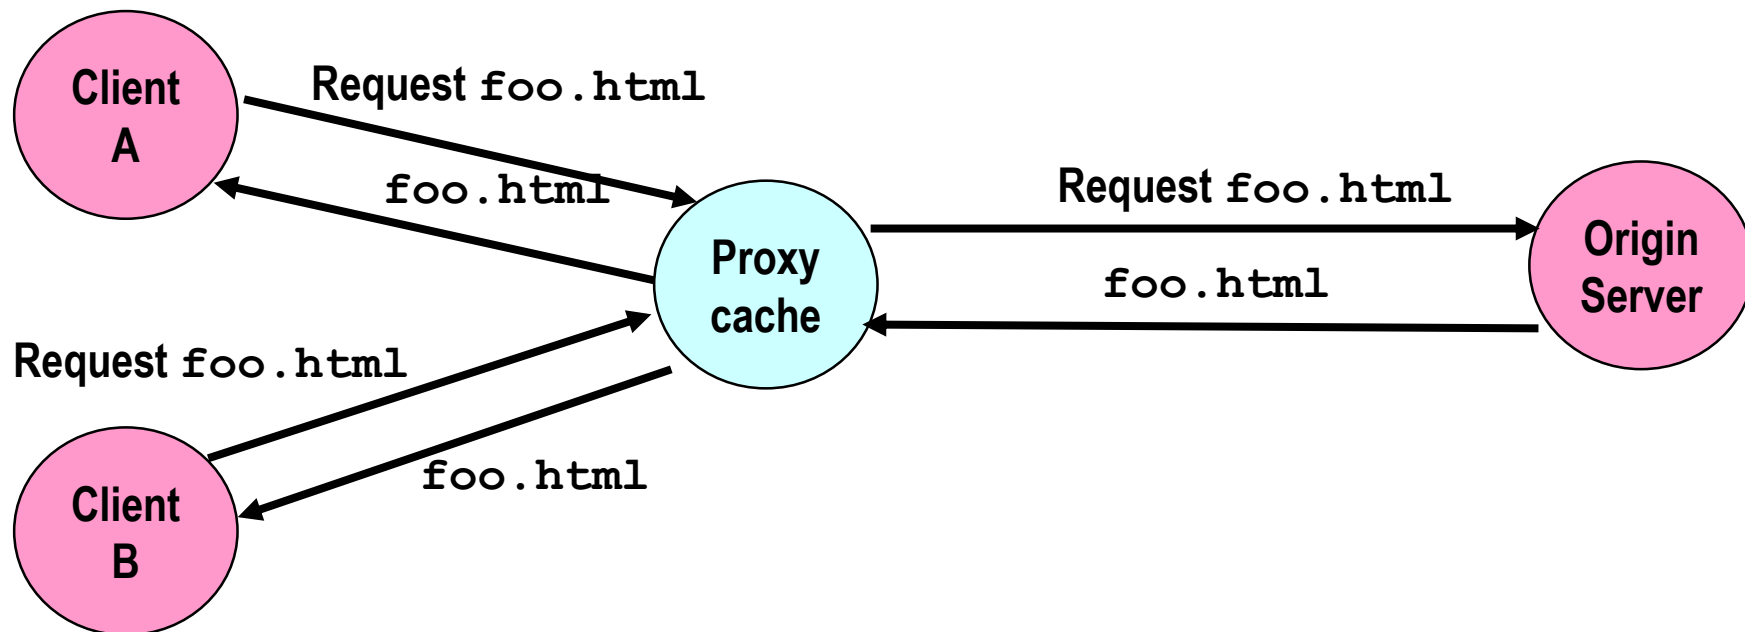 Client
A
Request foo.html
foo.html
Request foo.html
foo.html
Proxy
cache
Request foo.html
foo.html
Origin
Server
Client
B